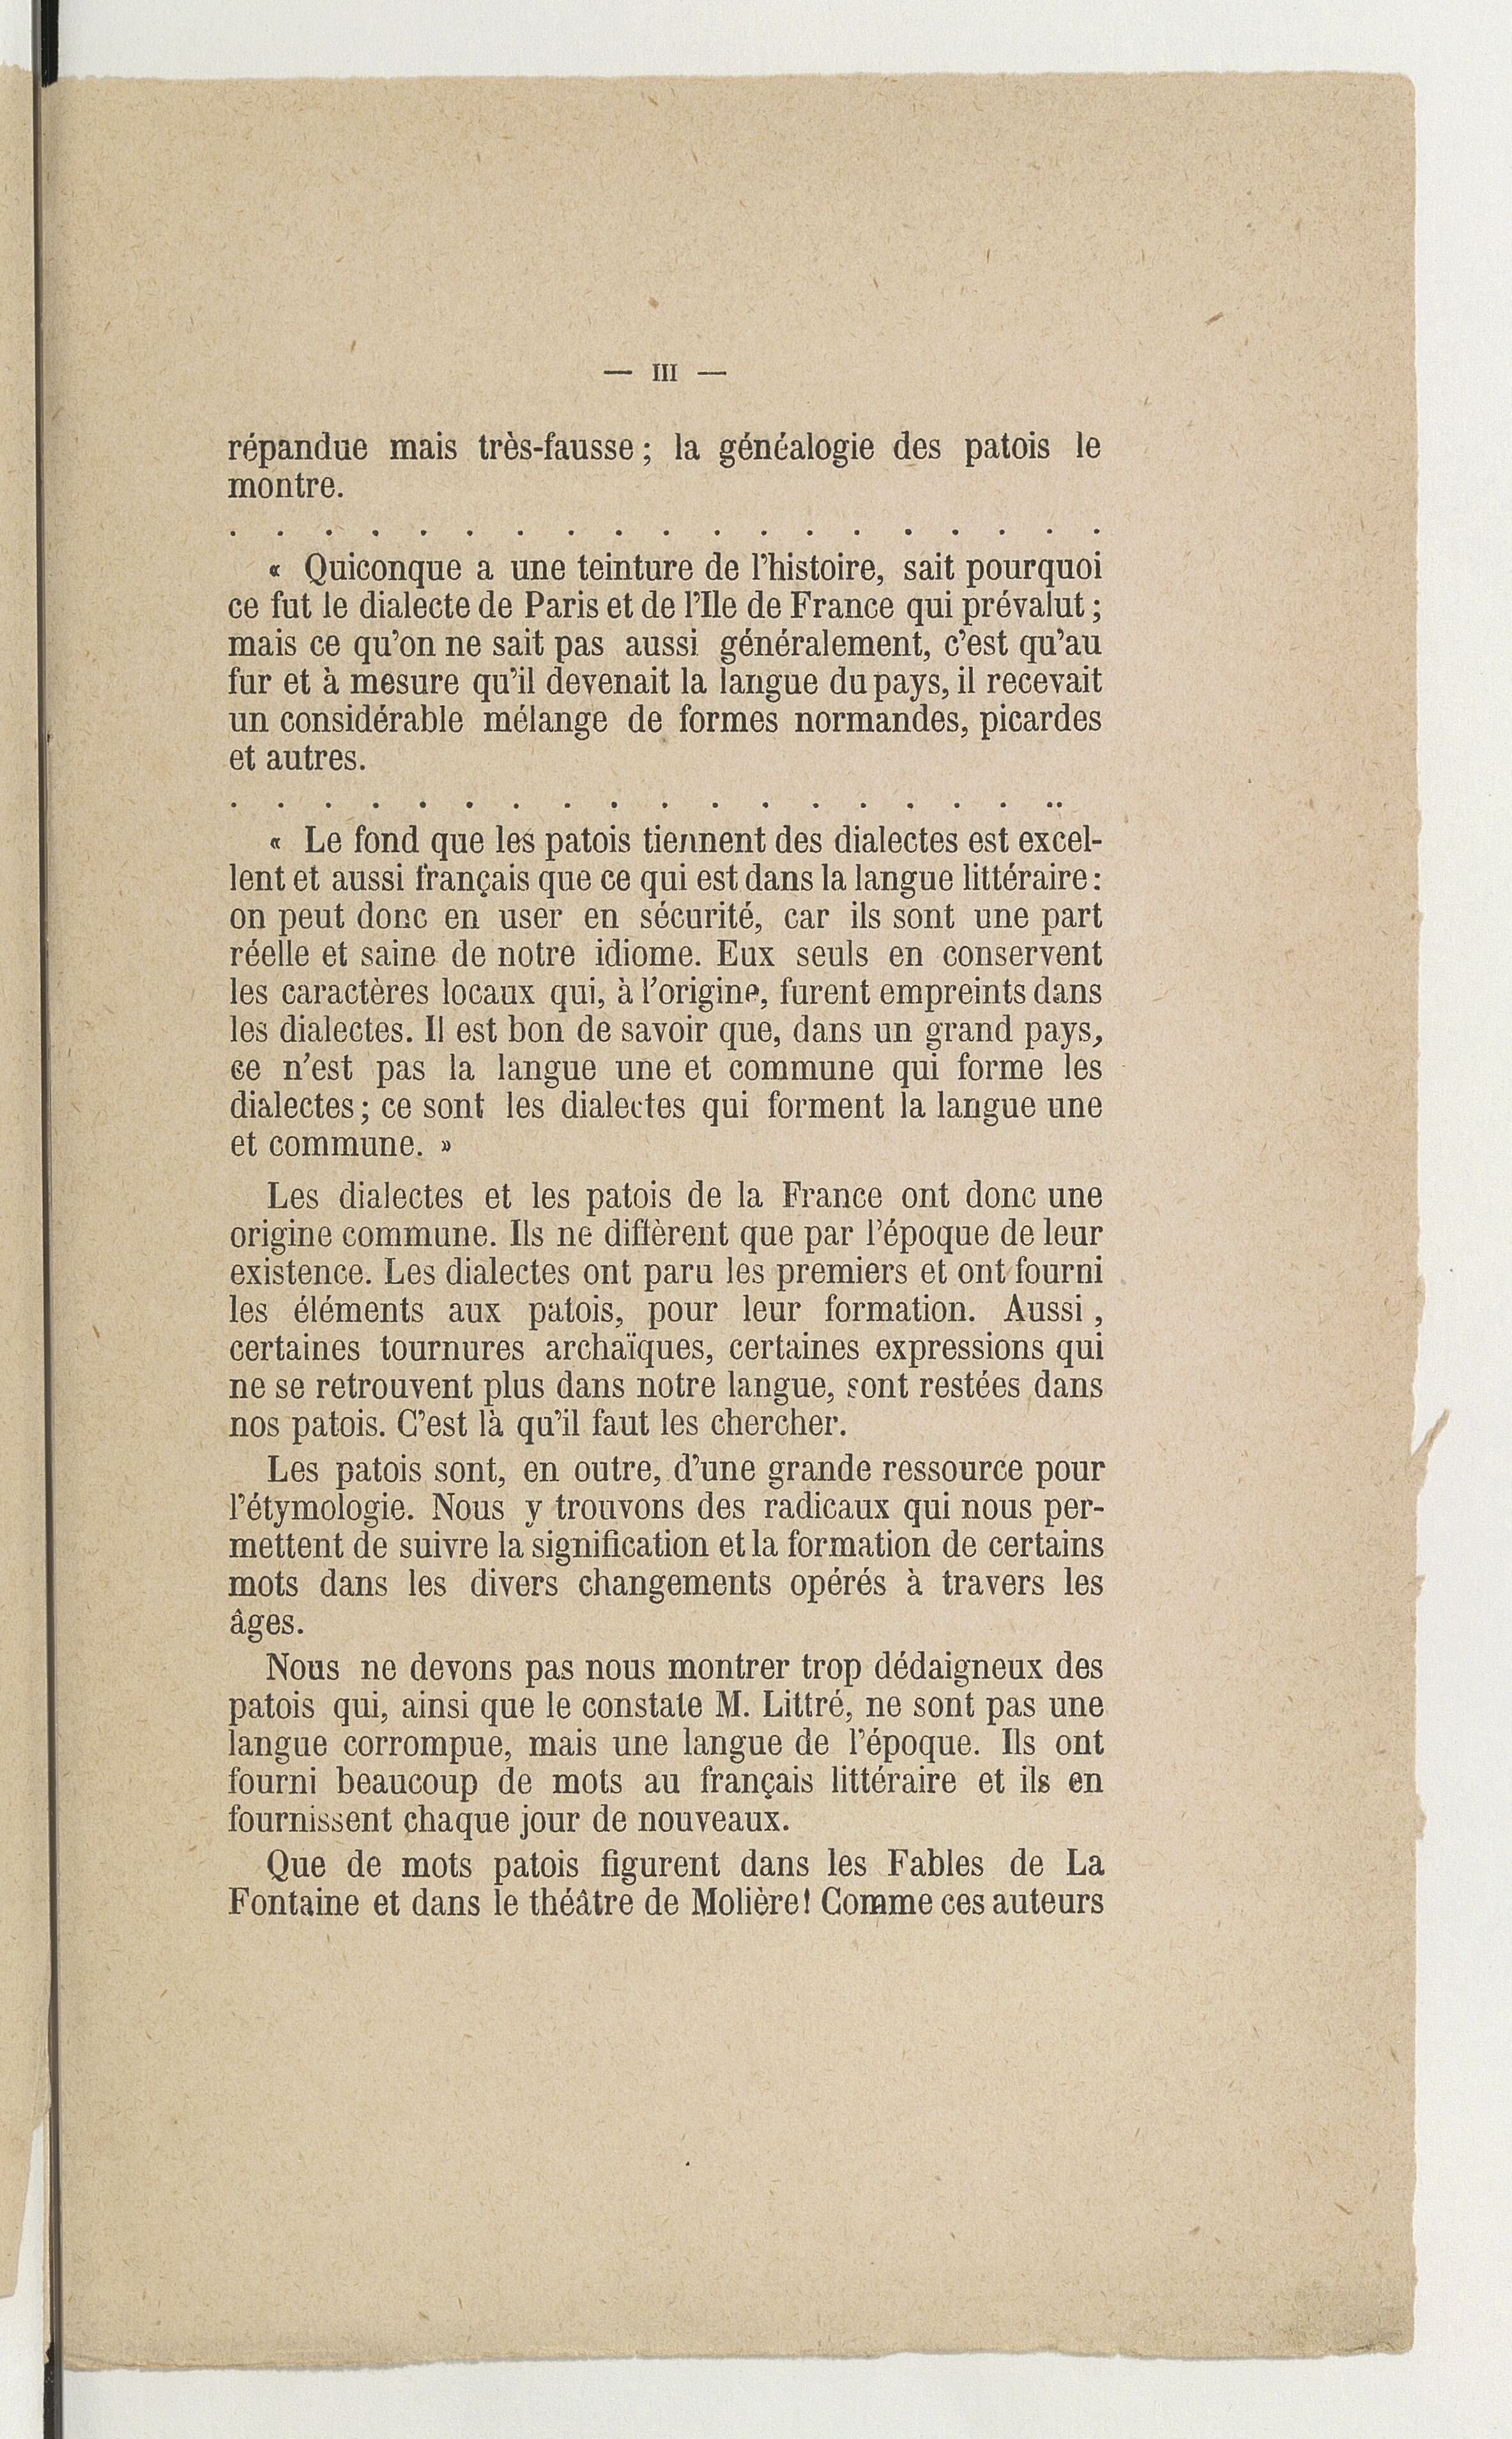 — III —
répandue mais très-fausse ; la généalogie des patois le
montre.
. . . . . . . . . . . . . . . . . . .
« Quiconque a une teinture de l'histoire, sait pourquoi
ce fut le dialecte de Paris et de l'Ile de France qui prévalut ;
mais ce qu'on ne sait pas aussi généralement, c'est qu'au
fur et à mesure qu'il devenait la langue du pays, il recevait
un considérable mélange de formes normandes, picardes
et autres.
. . . . . . . . . . . . . . . . . . .
« Le fond que les patois tiennent des dialectes est excel-
lent et aussi français que ce qui est dans la langue littéraire :
on peut donc en user en sécurité, car ils sont une part
réelle et saine de notre idiome. Eux seuls en conservent
les caractères locaux qui, à l'origine, furent empreints dans
les dialectes. Il est bon de savoir que, dans un grand pays,
ce n'est pas la langue une et commune qui forme les
dialectes ; ce sont les dialectes qui forment la langue une
et commune. »
Les dialectes et les patois de la France ont donc une
origine commune. Ils ne diffèrent que par l'époque de leur
existence. Les dialectes ont paru les premiers et ont fourni
les éléments aux patois, pour leur formation. Aussi ,
certaines tournures archaïques, certaines expressions qui
ne se retrouvent plus dans notre langue, sont restées dans
nos patois. C'est là qu'il faut les chercher.
Les patois sont, en outre, d'une grande ressource pour
l'étymologie. Nous y trouvons des radicaux qui nous per-
mettent de suivre la signification et la formation de certains
mots dans les divers changements opérés à travers les
âges.
Nous ne devons pas nous montrer trop dédaigneux des
patois qui, ainsi que le constate M. Littré, ne sont pas une
langue corrompue, mais une langue de l'époque. Ils ont
fourni beaucoup de mots au français littéraire et ils en
fournissent chaque jour de nouveaux.
Que de mots patois figurent dans les Fables de La
Fontaine et dans le théâtre de Molière! Comme ces auteurs